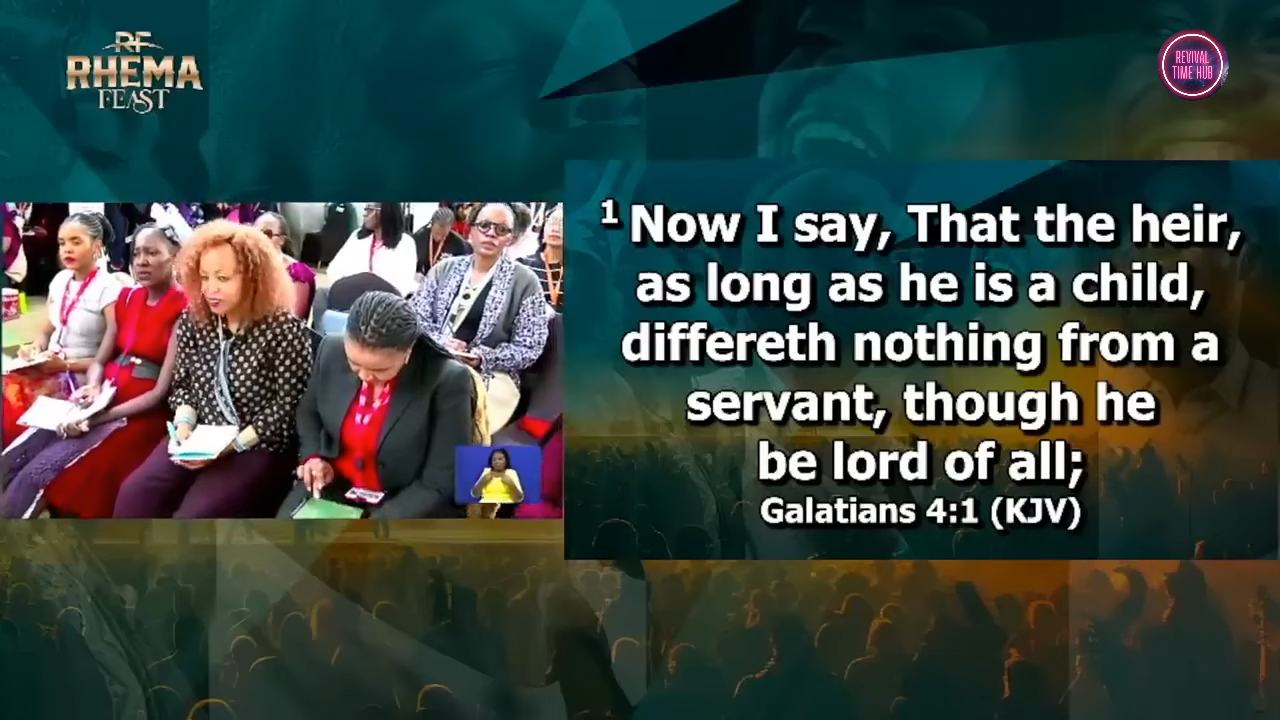 RF
RHEMA
FEAST
REVIVAL
TIME HUB
1 Now I say, That the heir,
as long as he is a child,
differeth nothing from a
servant, though he
be lord of all;
Galatians 4:1 (KJV)